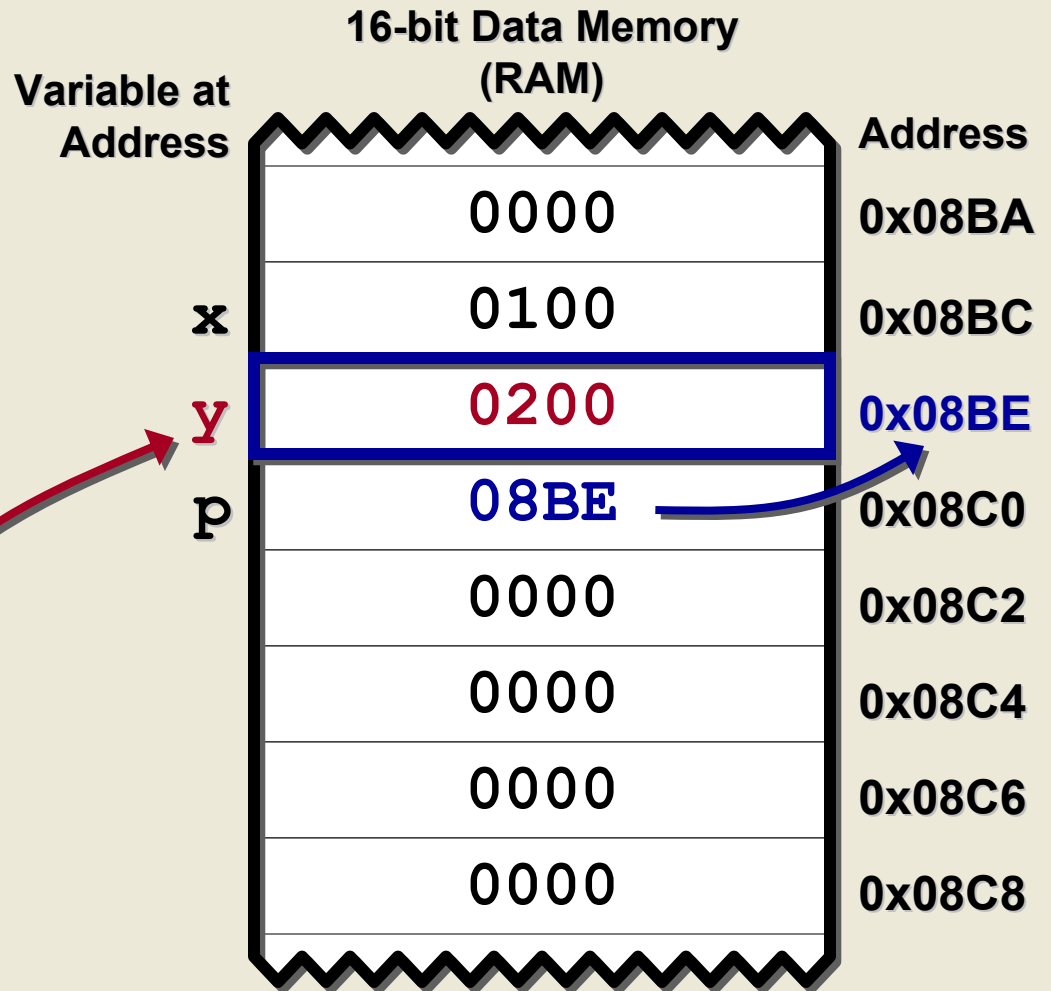 16-bit Data Memory
(RAM)
Variable at
Address
Address
0000 0x08BA
x 0100 0x08BC
y 0200 0x08BE
p 08BE 0x08C0
0000 0x08C2
0000 0x08C4
0000 0x08C6
0000 0x08C8